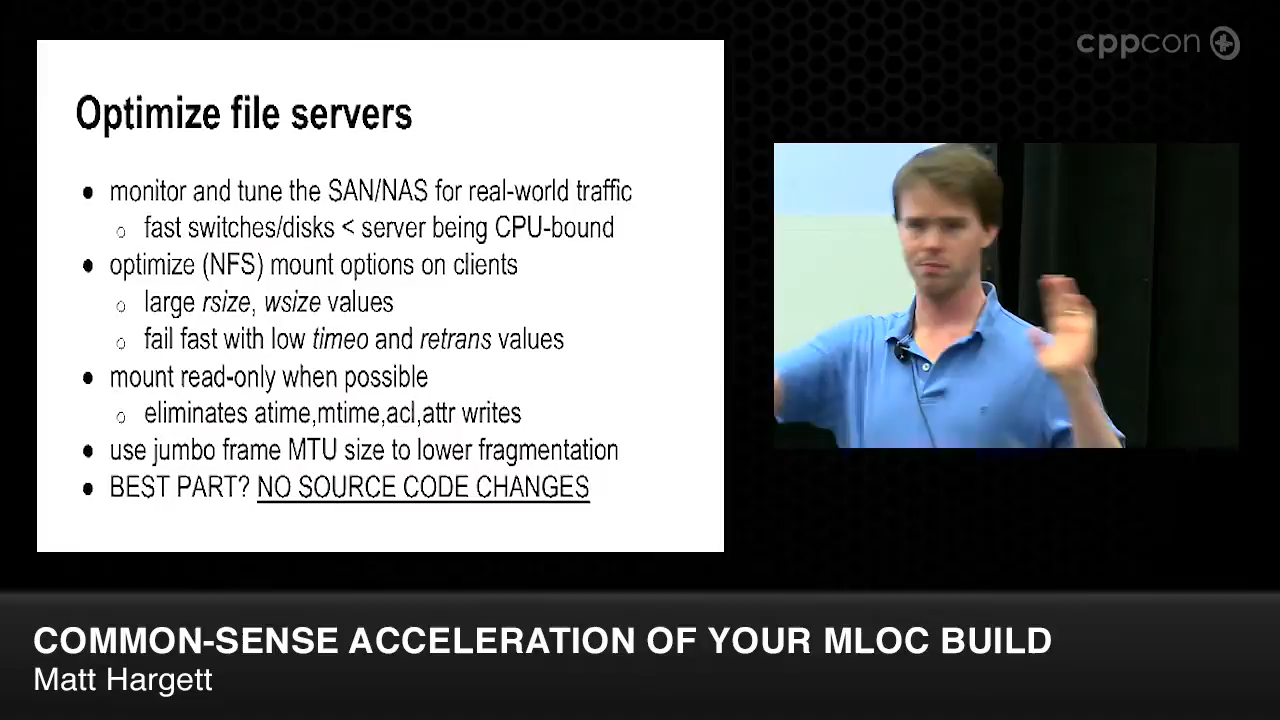 cppcon
Optimize file servers
● monitor and tune the SAN/NAS for real-world traffic
○ fast switches/disks < server being CPU-bound
● optimize (NFS) mount options on clients
○ large rsize, wsize values
○ fail fast with low timeo and retrans values
● mount read-only when possible
○ eliminates atime,mtime,acl,attr writes
● use jumbo frame MTU size to lower fragmentation
● BEST PART? NO SOURCE CODE CHANGES
COMMON-SENSE ACCELERATION OF YOUR MLOC BUILD
Matt Hargett